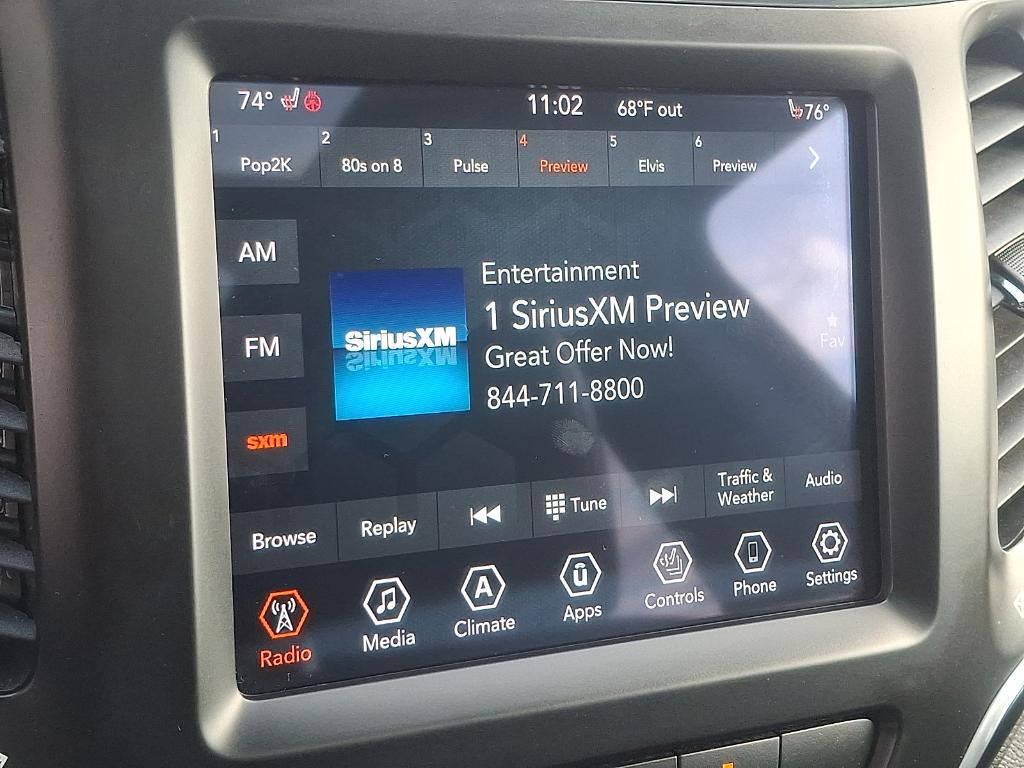 74° 11:02 68°F out 76°
1 2 3 4 5 6
Pop2K 80s on 8 Pulse Preview Elvis Preview
AM
FM
sxm
SiriusXM
Entertainment
1 SiriusXM Preview
Great Offer Now!
844-711-8800
Fav
Browse Replay Tune Traffic & Weather Audio
Radio Media Climate Apps Controls Phone Settings
A
ū